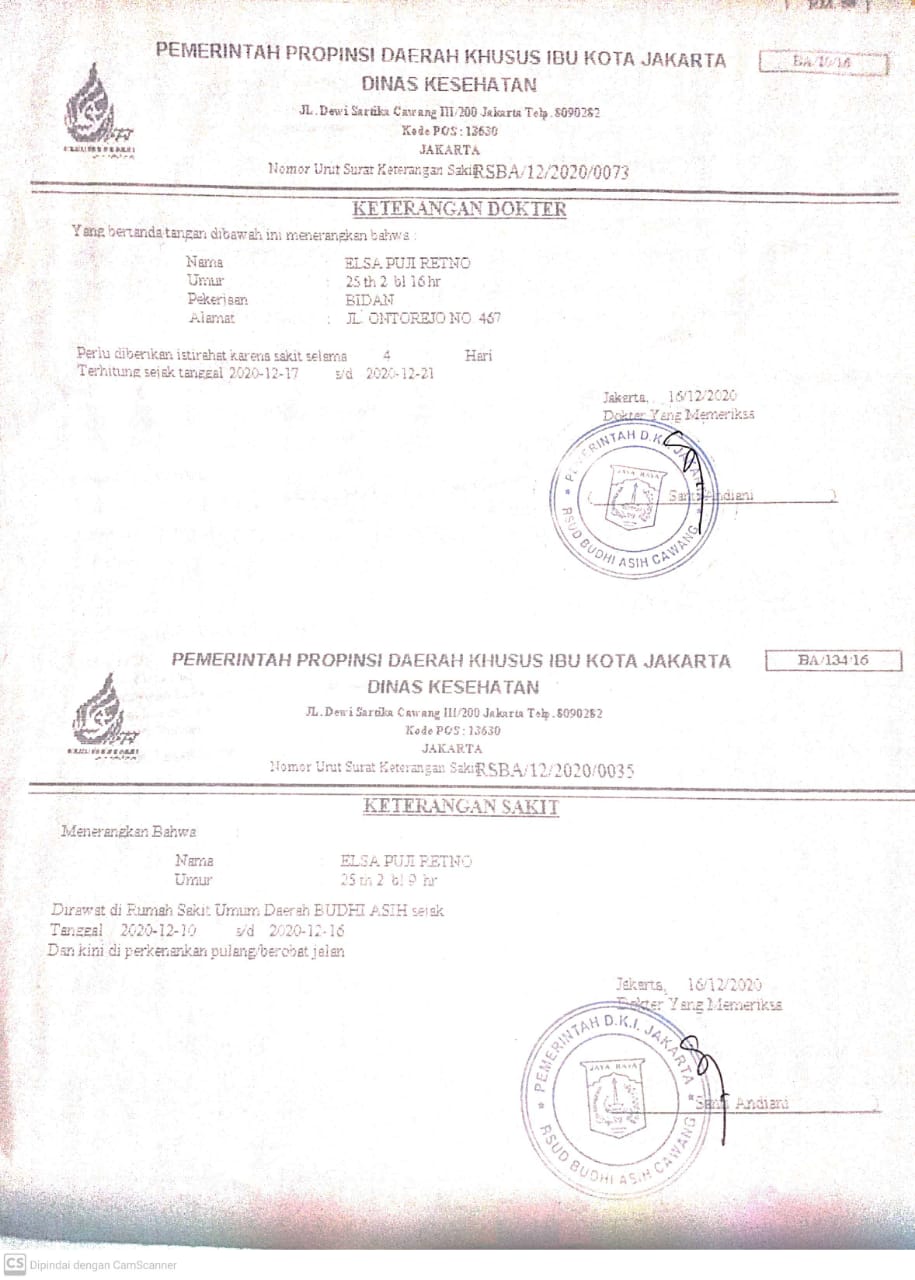 PEMERINTAH PROPINSI DAERAH KHUSUS IBU KOTA JAKARTA
BA/10/16
DINAS KESEHATAN
JL. Dewi Sartika Cawang III/200 Jakarta Telp. 8090282
Kode POS : 13630
JAKARTA
Nomor Urut Surat Keterangan Sakit RSBA/12/2020/0073
KETERANGAN DOKTER
Yang bertanda tangan dibawah ini menerangkan bahwa :
Nama : ELSA PUJI RETNO
Umur : 25 th 2 bl 16 hr
Pekerjaan : BIDAN
Alamat : JL. ONTOREJO NO 467
Perlu diberikan istirahat karena sakit selama 4 Hari
Terhitung sejak tanggal 2020-12-17 s/d 2020-12-21
Jakarta, 16/12/2020
Dokter Yang Memeriksa
PEMERINTAH D.K.I. JAKARTA
JAYA RAYA
( Santi Andiani )
RSUD BUDHI ASIH CAWANG
PEMERINTAH PROPINSI DAERAH KHUSUS IBU KOTA JAKARTA
BA/134/16
DINAS KESEHATAN
JL. Dewi Sartika Cawang III/200 Jakarta Telp. 8090282
Kode POS : 13630
JAKARTA
Nomor Urut Surat Keterangan Sakit RSBA/12/2020/0035
KETERANGAN SAKIT
Menerangkan Bahwa :
Nama : ELSA PUJI RETNO
Umur : 25 th 2 bl 9 hr
Dirawat di Rumah Sakit Umum Daerah BUDHI ASIH sejak
Tanggal 2020-12-10 s/d 2020-12-16
Dan kini di perkenankan pulang/berobat jalan
Jakarta, 16/12/2020
Dokter Yang Memeriksa
PEMERINTAH D.K.I. JAKARTA
JAYA RAYA
Santi Andiani )
RSUD BUDHI ASIH CAWANG
CS Dipindai dengan CamScanner